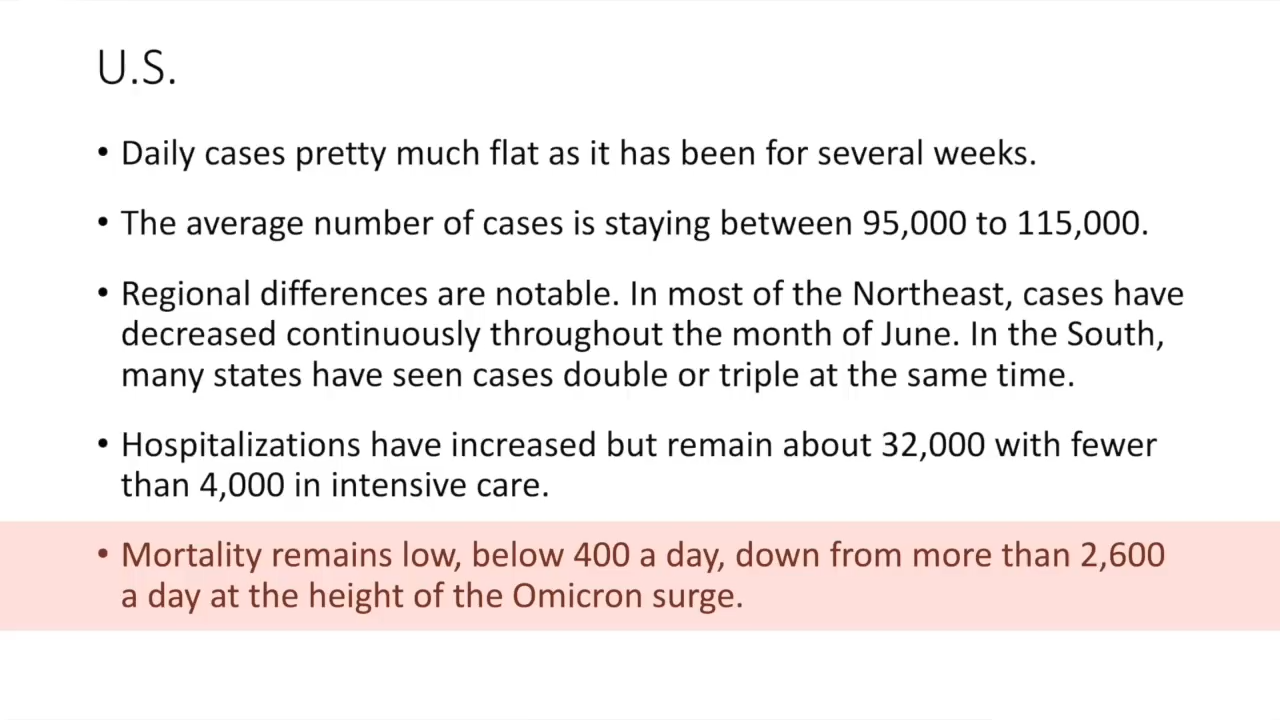 U.S.
• Daily cases pretty much flat as it has been for several weeks.
• The average number of cases is staying between 95,000 to 115,000.
• Regional differences are notable. In most of the Northeast, cases have
decreased continuously throughout the month of June. In the South,
many states have seen cases double or triple at the same time.
• Hospitalizations have increased but remain about 32,000 with fewer
than 4,000 in intensive care.
• Mortality remains low, below 400 a day, down from more than 2,600
a day at the height of the Omicron surge.